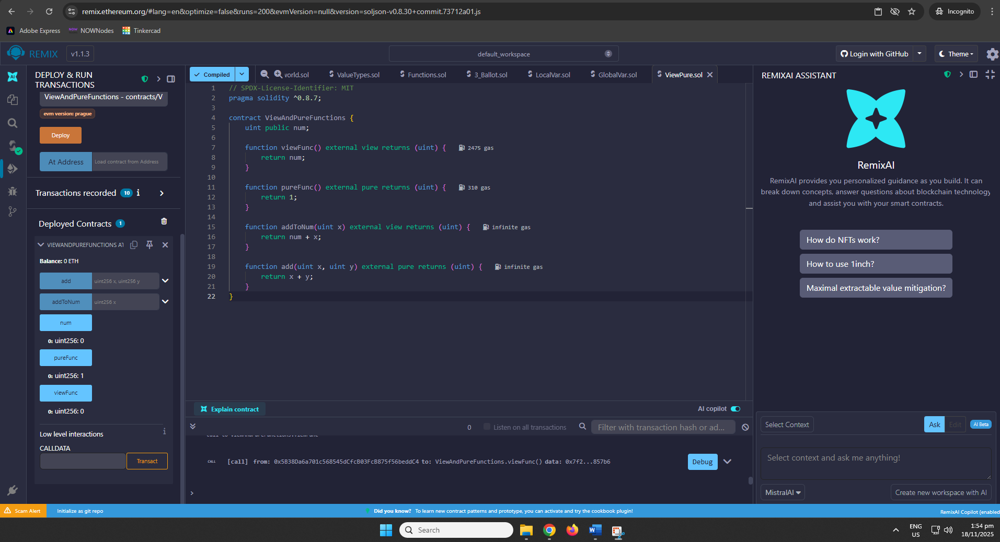 remix.ethereum.org/#lang=en&optimize=false&runs=200&evmVersion=null&version=soljson-v0.8.30+commit.73712a01.js
Incognito
Adobe Express
NOW
NOWNodes
Tinkercad
REMIX
v1.1.3
default_workspace
Login with GitHub
Theme
AI
DEPLOY & RUN
TRANSACTIONS
ViewAndPureFunctions - contracts/V
evm version: prague
Deploy
At Address
Load contract from Address
Transactions recorded 10 i
Deployed Contracts 1
VIEWANDPUREFUNCTIONS AT
Balance: 0 ETH
add
uint256 x, uint256 y
addToNum
uint256 x
num
0: uint256: 0
pureFunc
0: uint256: 1
viewFunc
0: uint256: 0
Low level interactions
i
CALLDATA
Transact
Compiled
world.sol
ValueTypes.sol
Functions.sol
3_Ballot.sol
LocalVar.sol
GlobalVar.sol
ViewPure.sol
1 // SPDX-License-Identifier: MIT
2 pragma solidity ^0.8.7;
3
4 contract ViewAndPureFunctions {
5 uint public num;
6
7 function viewFunc() external view returns (uint) { 2475 gas
8 return num;
9 }
10
11 function pureFunc() external pure returns (uint) { 310 gas
12 return 1;
13 }
14
15 function addToNum(uint x) external view returns (uint) { infinite gas
16 return num + x;
17 }
18
19 function add(uint x, uint y) external pure returns (uint) { infinite gas
20 return x + y;
21 }
22 }
Explain contract
AI copilot
0
Listen on all transactions
Filter with transaction hash or ad...
call to ViewAndPureFunctions.viewFunc
CALL [call] from: 0x5B38Da6a701c568545dCfcB03FcB875f56beddC4 to: ViewAndPureFunctions.viewFunc() data: 0x7f2...857b6
Debug
>
REMIXAI ASSISTANT
RemixAI
RemixAI provides you personalized guidance as you build. It can
break down concepts, answer questions about blockchain technology
and assist you with your smart contracts.
How do NFTs work?
How to use 1inch?
Maximal extractable value mitigation?
Select Context
Ask
Edit
AI Beta
Select context and ask me anything!
MistralAI
Create new workspace with AI
Scam Alert
Initialize as git repo
Did you know? To learn new contract patterns and prototype, you can activate and try the cookbook plugin!
RemixAI Copilot (enabled
Search
W
ENG
US
1:54 pm
18/11/2025